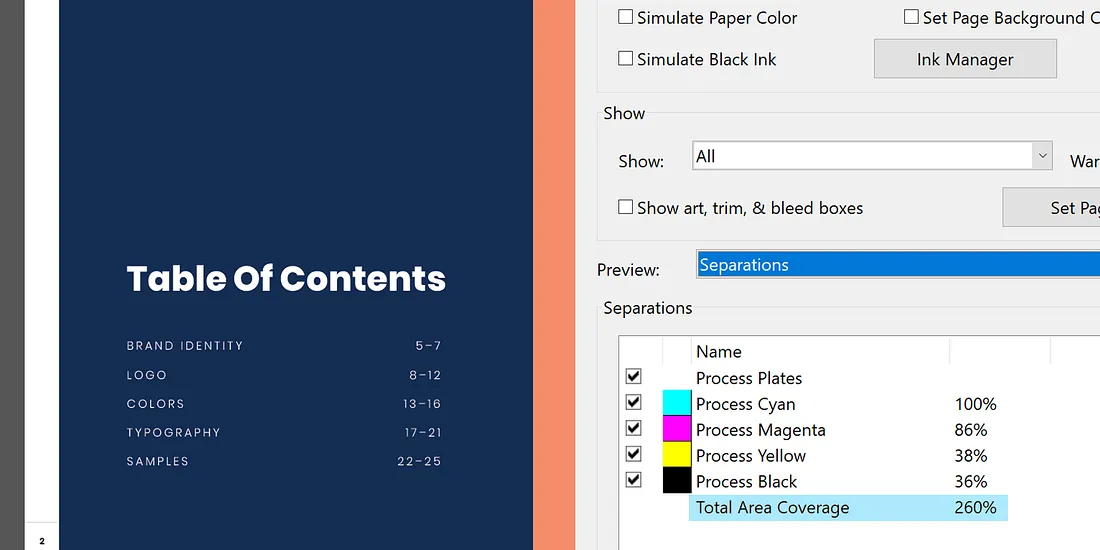 Table Of Contents
BRAND IDENTITY 5–7
LOGO 8–12
COLORS 13–16
TYPOGRAPHY 17–21
SAMPLES 22–25
2
Simulate Paper Color Set Page Background C
Simulate Black Ink Ink Manager
Show
Show: All War
Show art, trim, & bleed boxes Set Pag
Preview: Separations
Separations
Name
Process Plates
Process Cyan 100%
Process Magenta 86%
Process Yellow 38%
Process Black 36%
Total Area Coverage 260%